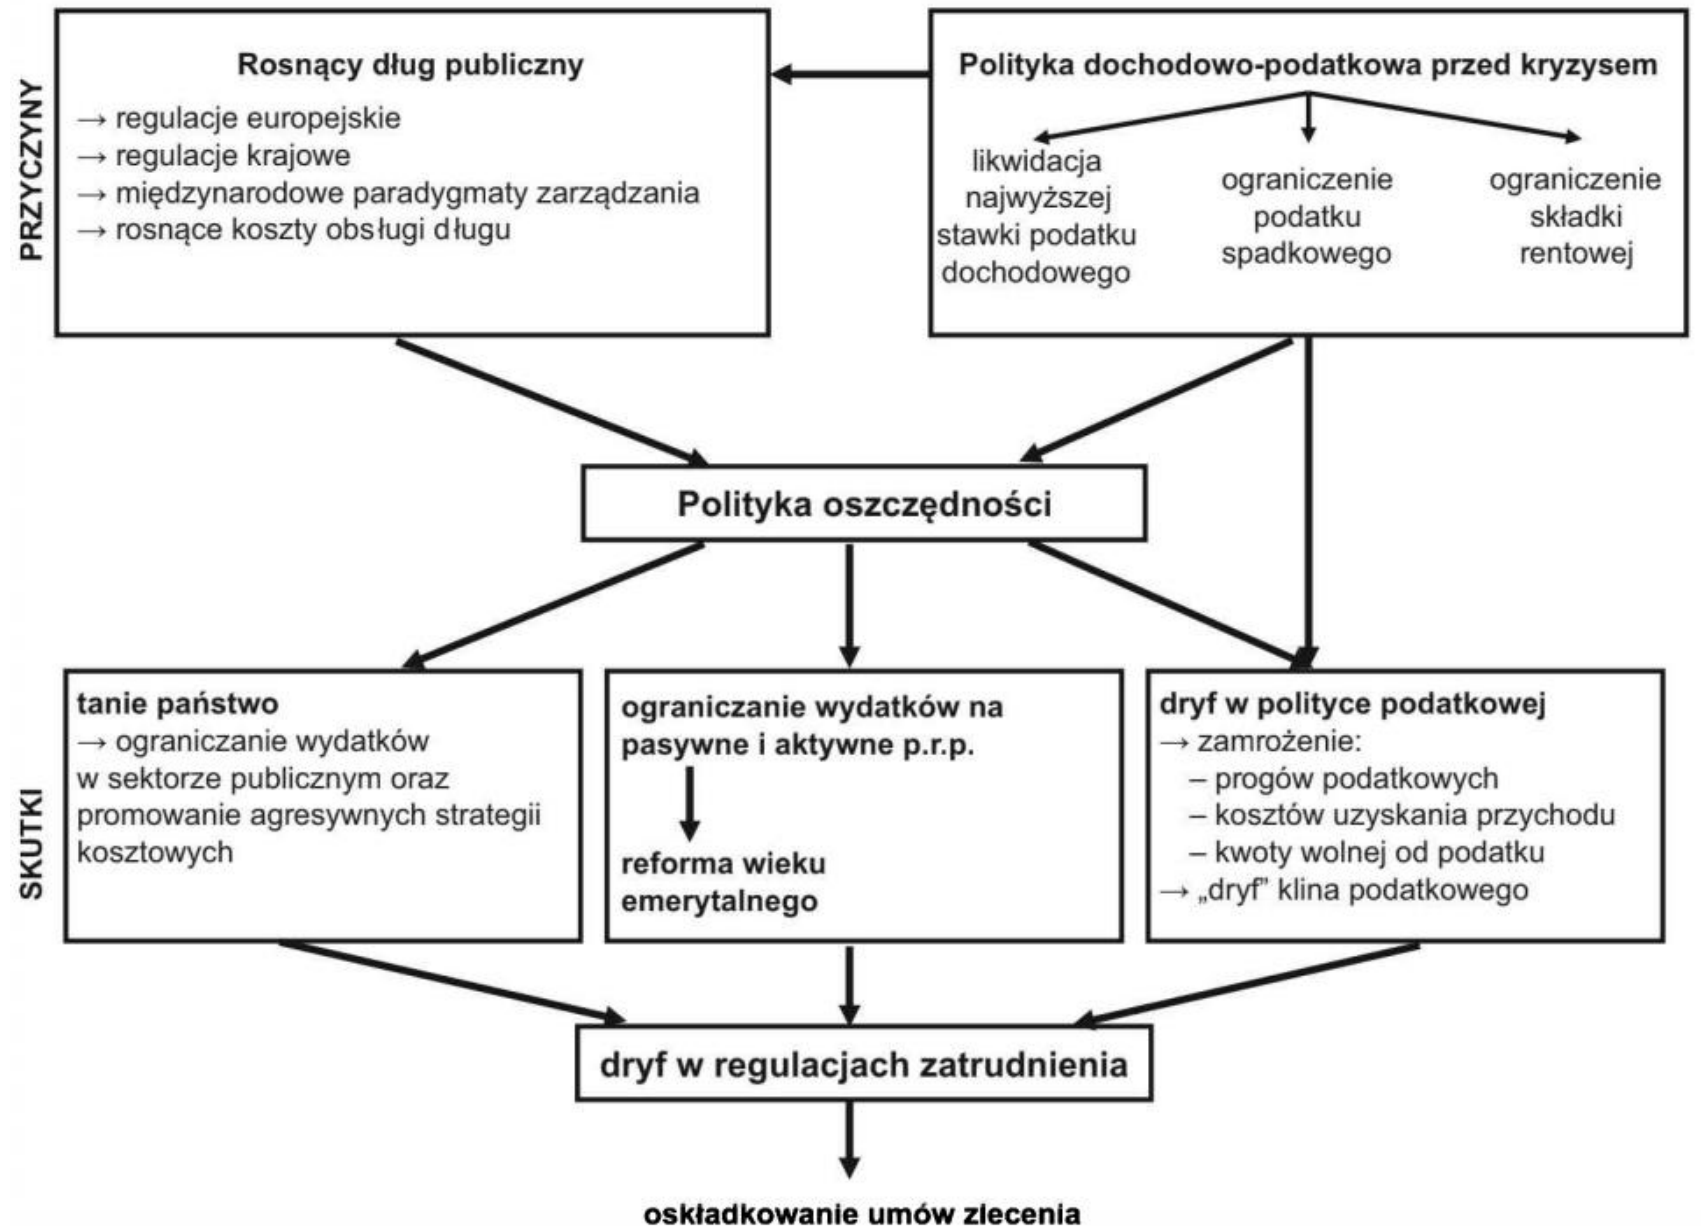 PRZYCZYNY
Rosnący dług publiczny
→ regulacje europejskie
→ regulacje krajowe
→ międzynarodowe paradygmaty zarządzania
→ rosnące koszty obsługi długu
Polityka dochodowo-podatkowa przed kryzysem
likwidacja
najwyższej
stawki podatku
dochodowego
ograniczenie
podatku
spadkowego
ograniczenie
składki
rentowej
Polityka oszczędności
SKUTKI
tanie państwo
→ ograniczanie wydatków
w sektorze publicznym oraz
promowanie agresywnych strategii
kosztowych
ograniczanie wydatków na
pasywne i aktywne p.r.p.
reforma wieku
emerytalnego
dryf w polityce podatkowej
→ zamrożenie:
– progów podatkowych
– kosztów uzyskania przychodu
– kwoty wolnej od podatku
→ „dryf” klina podatkowego
dryf w regulacjach zatrudnienia
oskładkowanie umów zlecenia